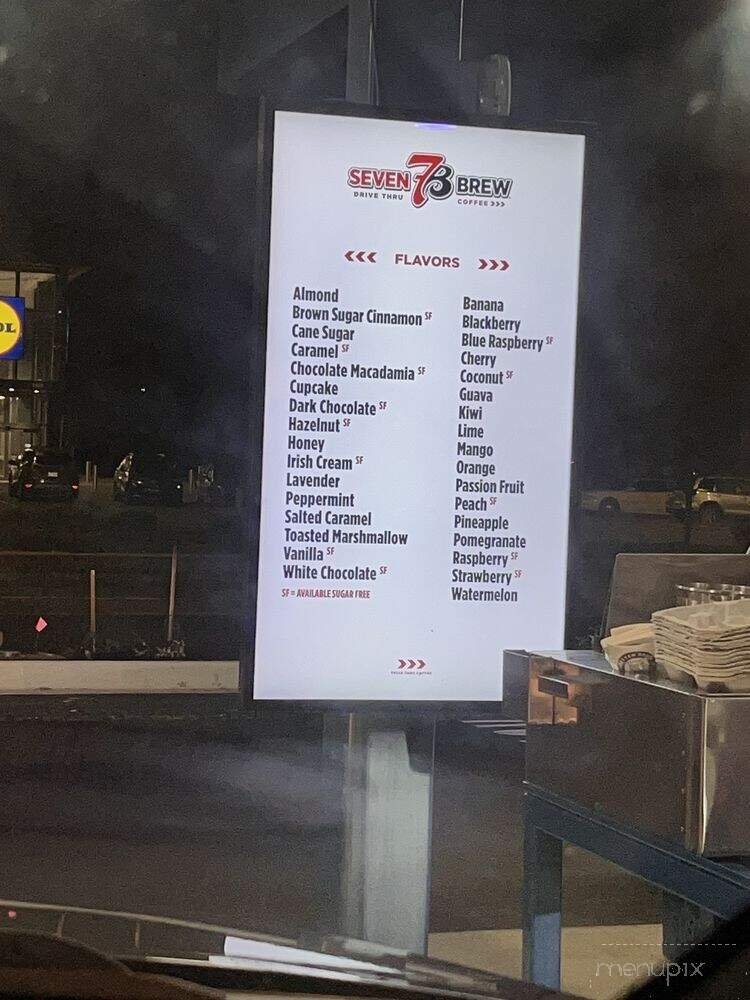 SEVEN 7B BREW
DRIVE THRU COFFEE >>>
<<< FLAVORS >>>
Almond
Brown Sugar Cinnamon SF
Cane Sugar
Caramel SF
Chocolate Macadamia SF
Cupcake
Dark Chocolate SF
Hazelnut SF
Honey
Irish Cream SF
Lavender
Peppermint
Salted Caramel
Toasted Marshmallow
Vanilla SF
White Chocolate SF
SF = AVAILABLE SUGAR FREE
Banana
Blackberry
Blue Raspberry SF
Cherry
Coconut SF
Guava
Kiwi
Lime
Mango
Orange
Passion Fruit
Peach SF
Pineapple
Pomegranate
Raspberry SF
Strawberry SF
Watermelon
>>>
OL
menupix